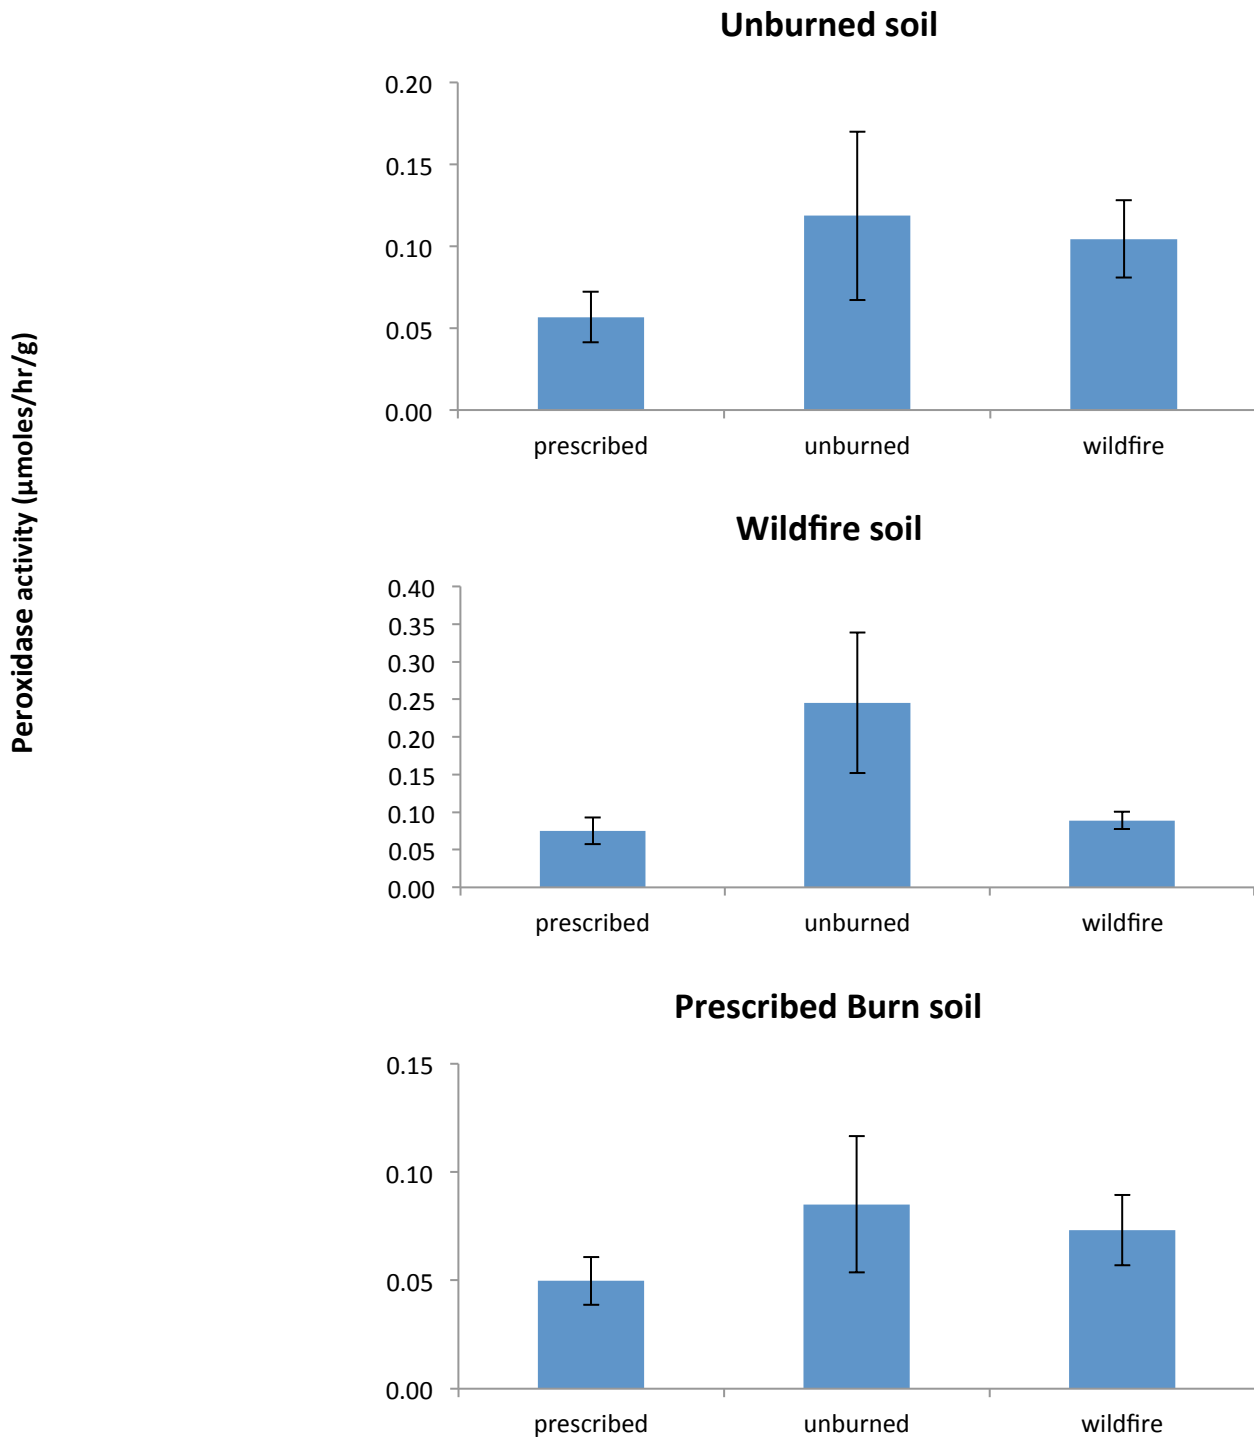 Peroxidase activity (µmoles/hr/g)
Unburned soil
0.20
0.15
0.10
0.05
0.00
prescribed unburned wildfire
Wildfire soil
0.40
0.35
0.30
0.25
0.20
0.15
0.10
0.05
0.00
prescribed unburned wildfire
Prescribed Burn soil
0.15
0.10
0.05
0.00
prescribed unburned wildfire